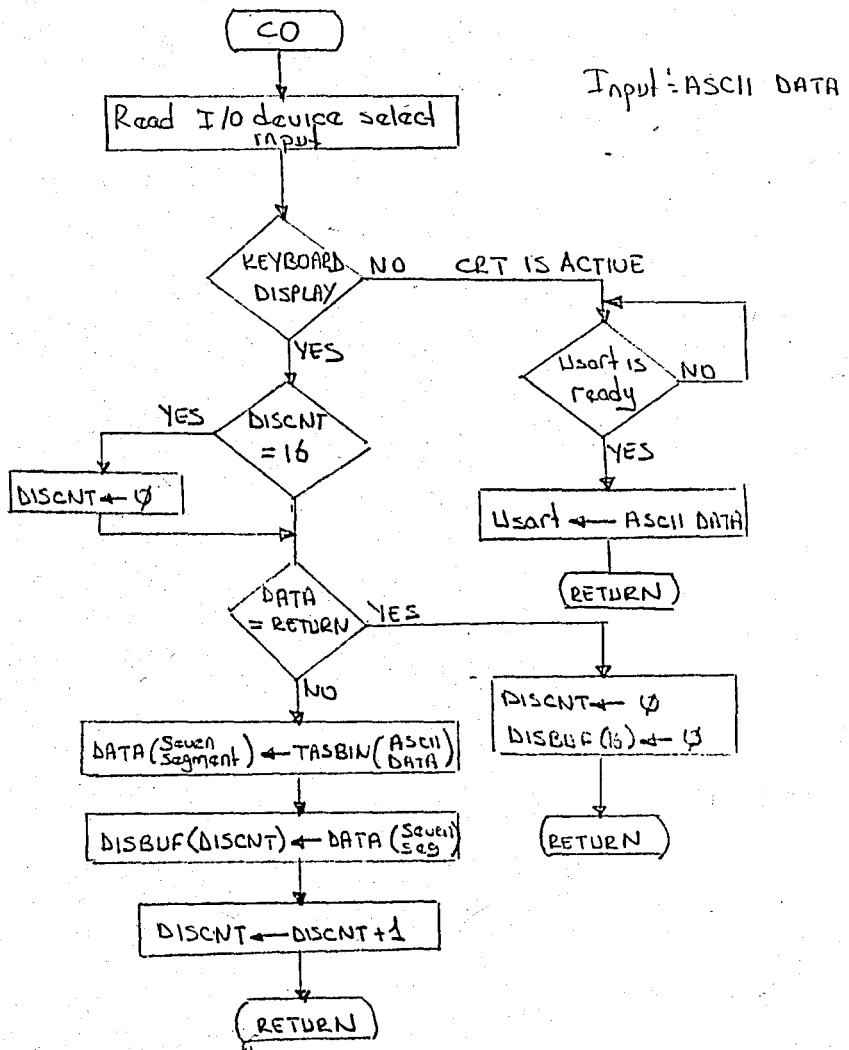 CO
Input: ASCII DATA
Read I/O device select
input
KEYBOARD
DISPLAY
NO
CRT IS ACTIVE
YES
Usart is
ready
NO
YES
DISCNT
= 16
YES
DISCNT ← 0
Usart ← ASCII DATA
RETURN
DATA
= RETURN
YES
NO
DISCNT ← 0
DISBUF(16) ← 0
RETURN
DATA (Seven Segment) ← TASBIN (ASCII DATA)
DISBUF(DISCNT) ← DATA (Seven seg)
DISCNT ← DISCNT + 1
RETURN